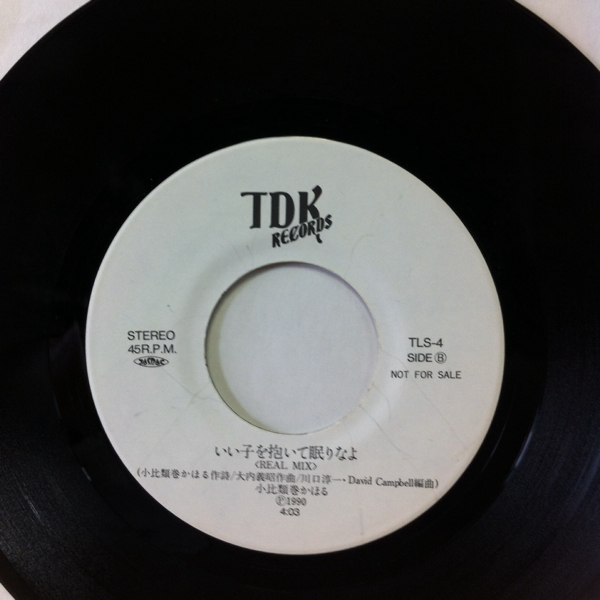 TDK
RECORDS
STEREO
45R.P.M.
JASRAC
TLS-4
SIDE Ⓑ
NOT FOR SALE
いい子を抱いて眠りなよ
<REAL MIX>
(小比類巻かほる作詩/大内義昭作曲/川口淳一・David Campbell編曲)
小比類巻かほる
Ⓟ1990
4:03